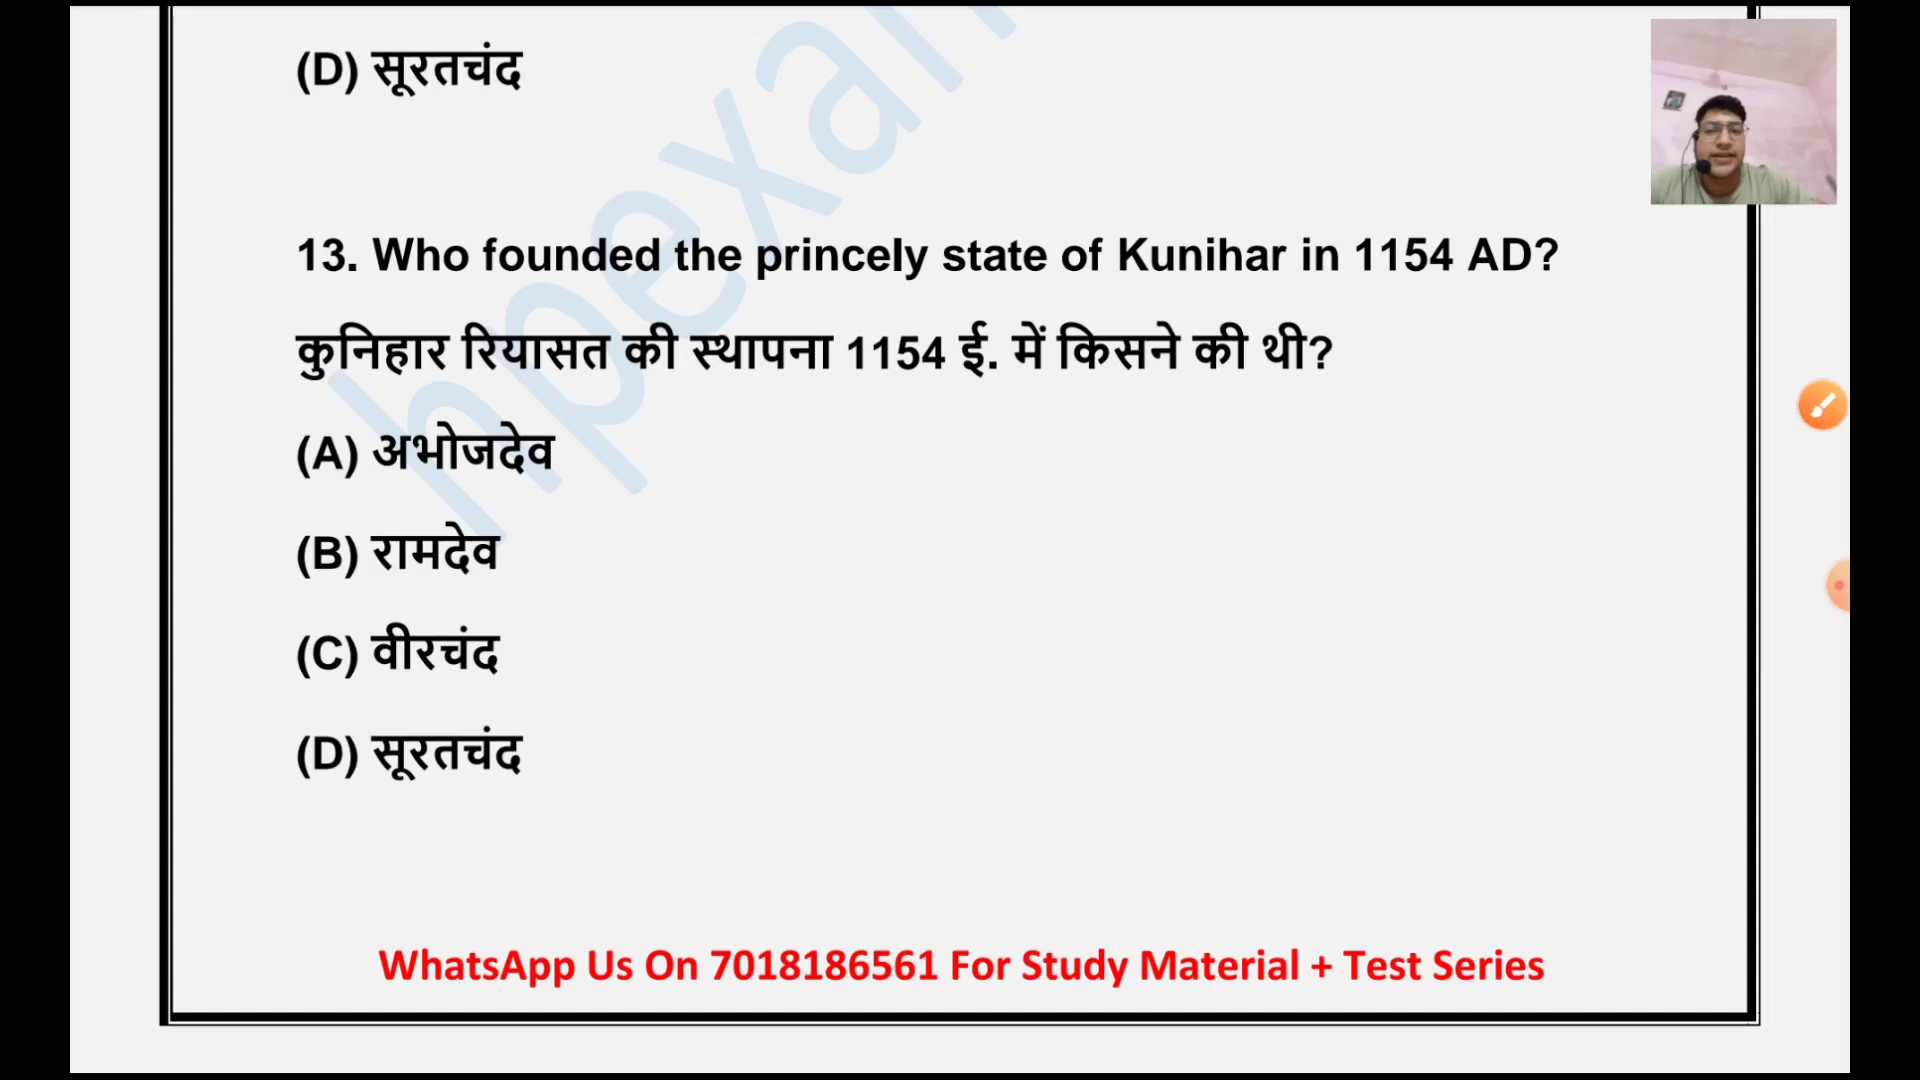 (D) सूरतचंद
13. Who founded the princely state of Kunihar in 1154 AD?
कुनिहार रियासत की स्थापना 1154 ई. में किसने की थी?
(A) अभोजदेव
(B) रामदेव
(C) वीरचंद
(D) सूरतचंद
hpexam
WhatsApp Us On 7018186561 For Study Material + Test Series